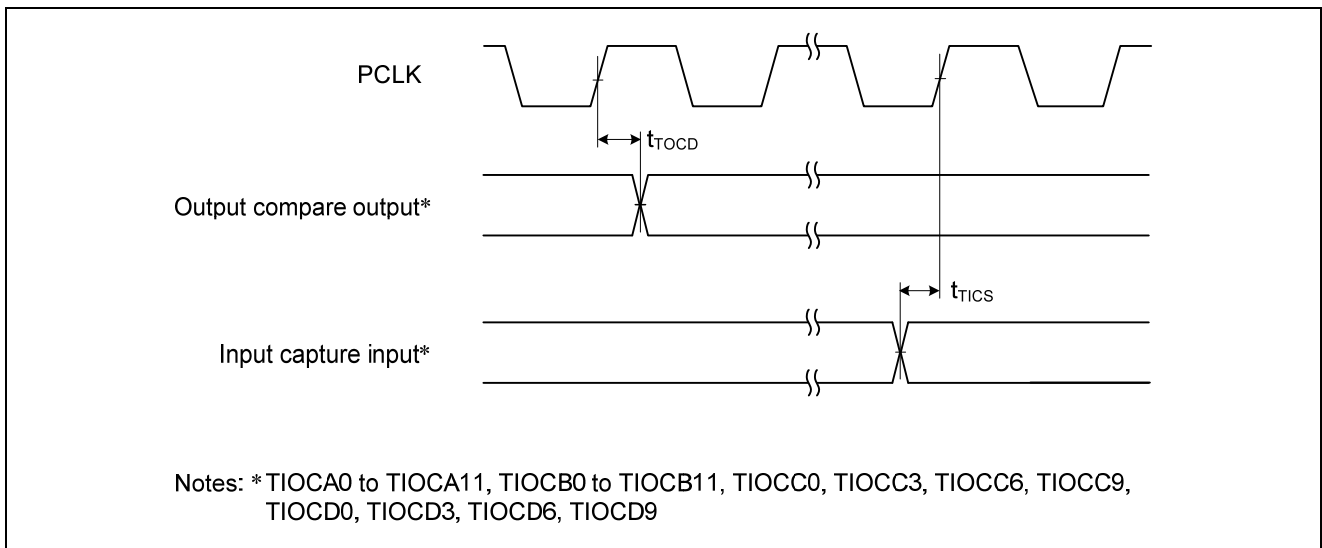 PCLK
tTOCD
Output compare output*
tTICS
Input capture input*
Notes: * TIOCA0 to TIOCA11, TIOCB0 to TIOCB11, TIOCC0, TIOCC3, TIOCC6, TIOCC9,
TIOCD0, TIOCD3, TIOCD6, TIOCD9